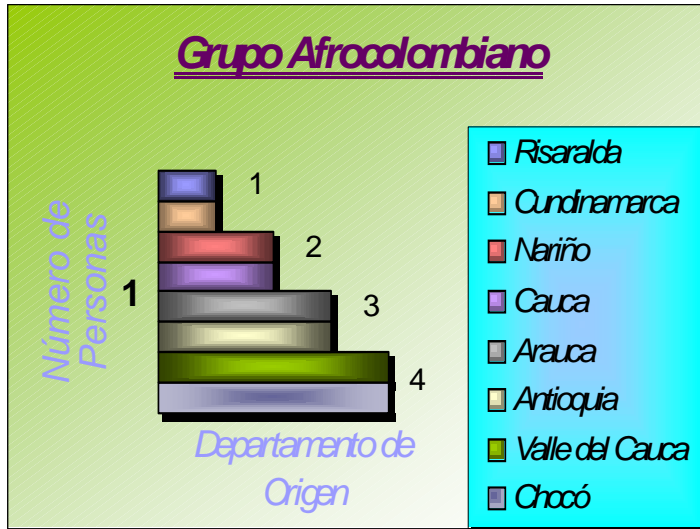 Grupo Afrocolombiano
Número de
Personas
1
1
2
3
4
Departamento de
Origen
Risaralda
Cundinamarca
Nariño
Cauca
Arauca
Antioquia
Valle del Cauca
Chocó